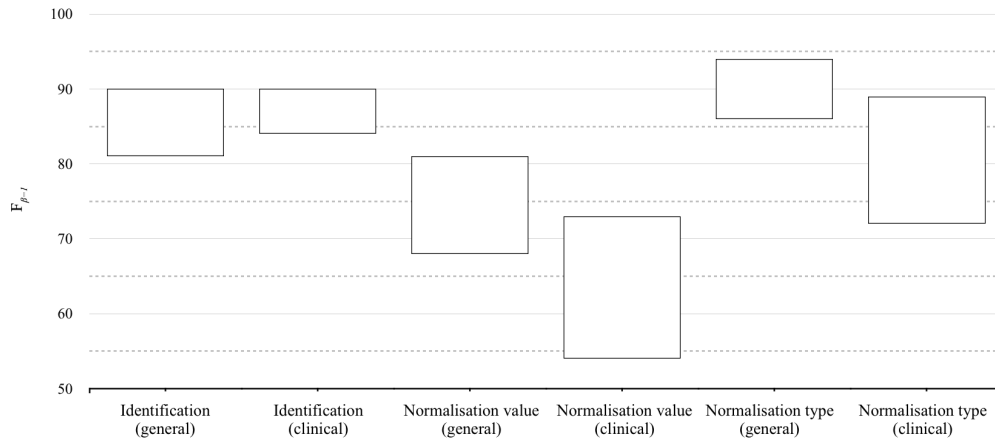 100
90
80
70
60
50
F β−1
Identification
(general)
Identification
(clinical)
Normalisation value
(general)
Normalisation value
(clinical)
Normalisation type
(general)
Normalisation type
(clinical)